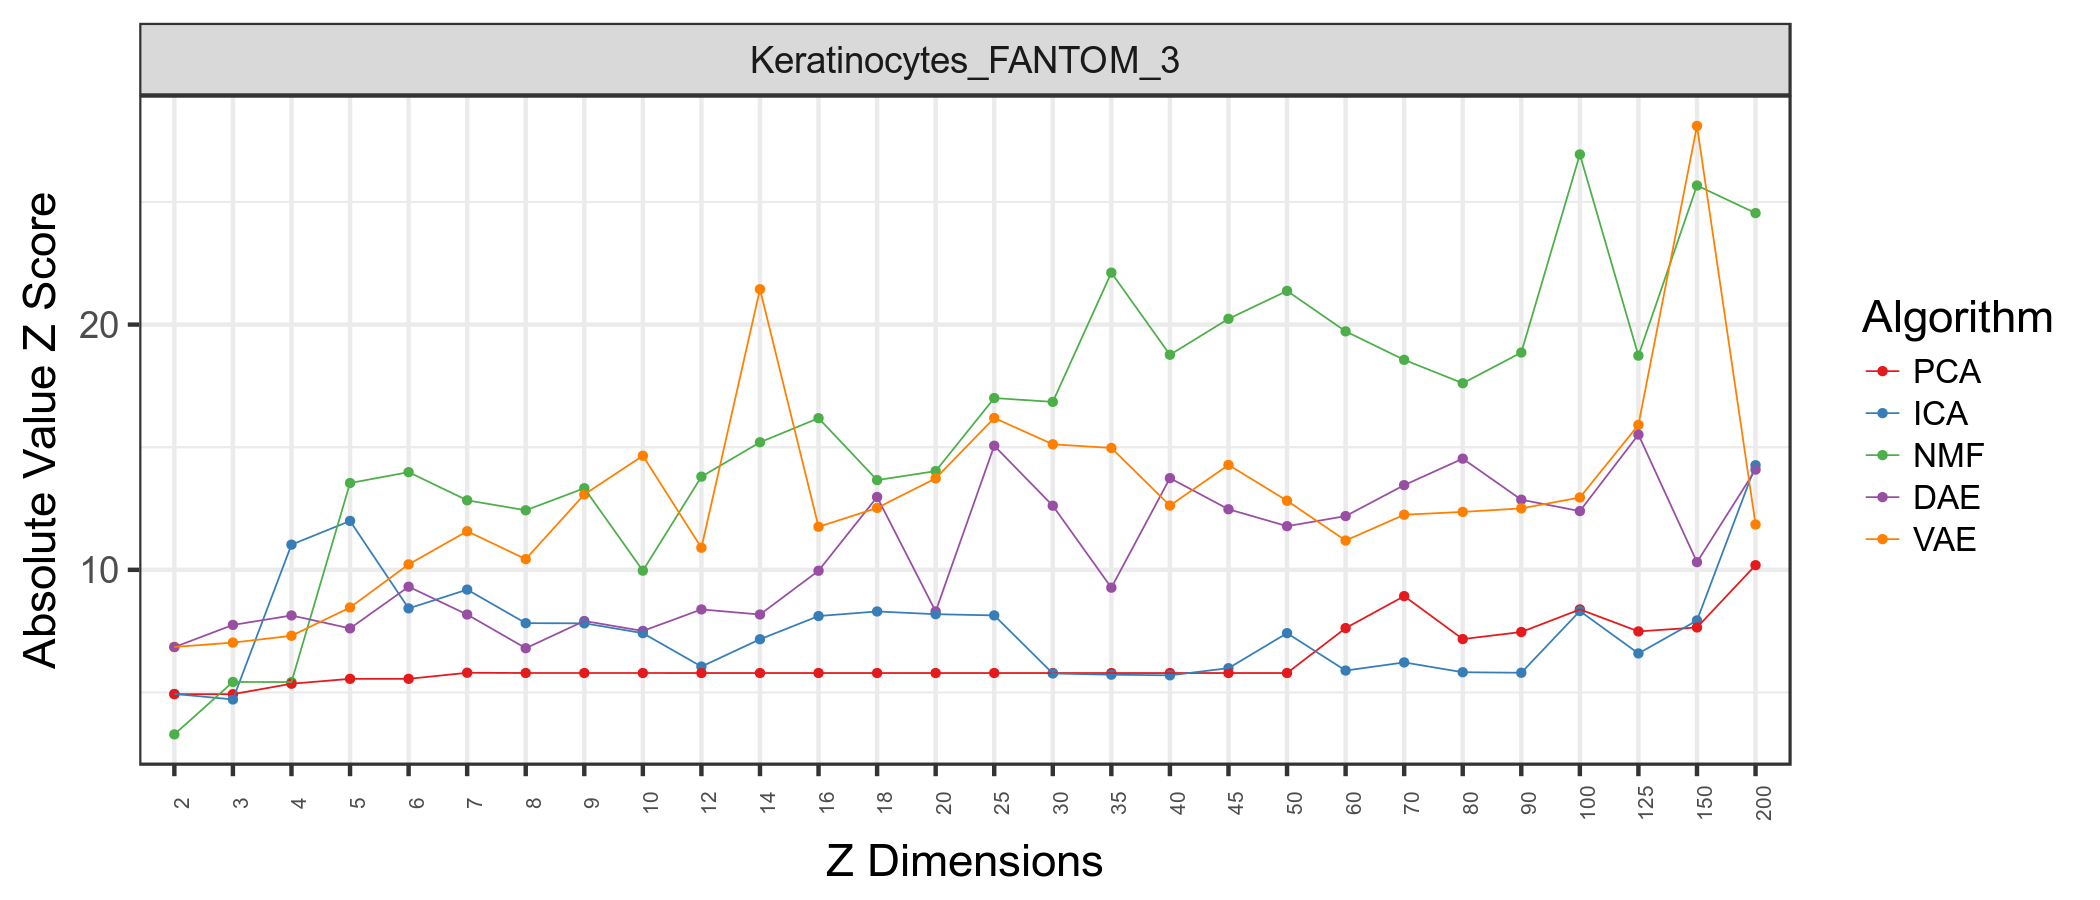 Keratinocytes_FANTOM_3
Absolute Value Z Score
20
10
2 3 4 5 6 7 8 9 10 12 14 16 18 20 25 30 35 40 45 50 60 70 80 90 100 125 150 200
Z Dimensions
Algorithm
PCA
ICA
NMF
DAE
VAE